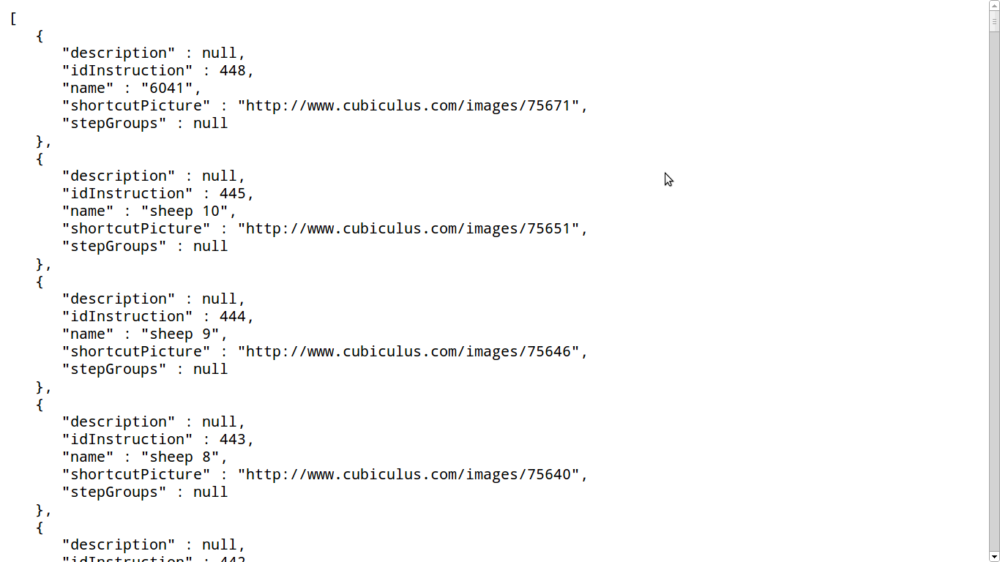 [
   {
      "description" : null,
      "idInstruction" : 448,
      "name" : "6041",
      "shortcutPicture" : "http://www.cubiculus.com/images/75671",
      "stepGroups" : null
   },
   {
      "description" : null,
      "idInstruction" : 445,
      "name" : "sheep 10",
      "shortcutPicture" : "http://www.cubiculus.com/images/75651",
      "stepGroups" : null
   },
   {
      "description" : null,
      "idInstruction" : 444,
      "name" : "sheep 9",
      "shortcutPicture" : "http://www.cubiculus.com/images/75646",
      "stepGroups" : null
   },
   {
      "description" : null,
      "idInstruction" : 443,
      "name" : "sheep 8",
      "shortcutPicture" : "http://www.cubiculus.com/images/75640",
      "stepGroups" : null
   },
   {
      "description" : null,
      "idInstruction" : 442